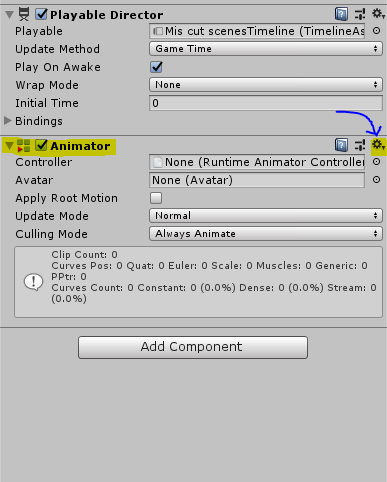 Playable Director
Playable Mis cut scenesTimeline (TimelineAs
Update Method Game Time
Play On Awake
Wrap Mode None
Initial Time 0
Bindings
Animator
Controller None (Runtime Animator Controller
Avatar None (Avatar)
Apply Root Motion
Update Mode Normal
Culling Mode Always Animate
Clip Count: 0
Curves Pos: 0 Quat: 0 Euler: 0 Scale: 0 Muscles: 0 Generic: 0
PPtr: 0
Curves Count: 0 Constant: 0 (0.0%) Dense: 0 (0.0%) Stream: 0
(0.0%)
Add Component